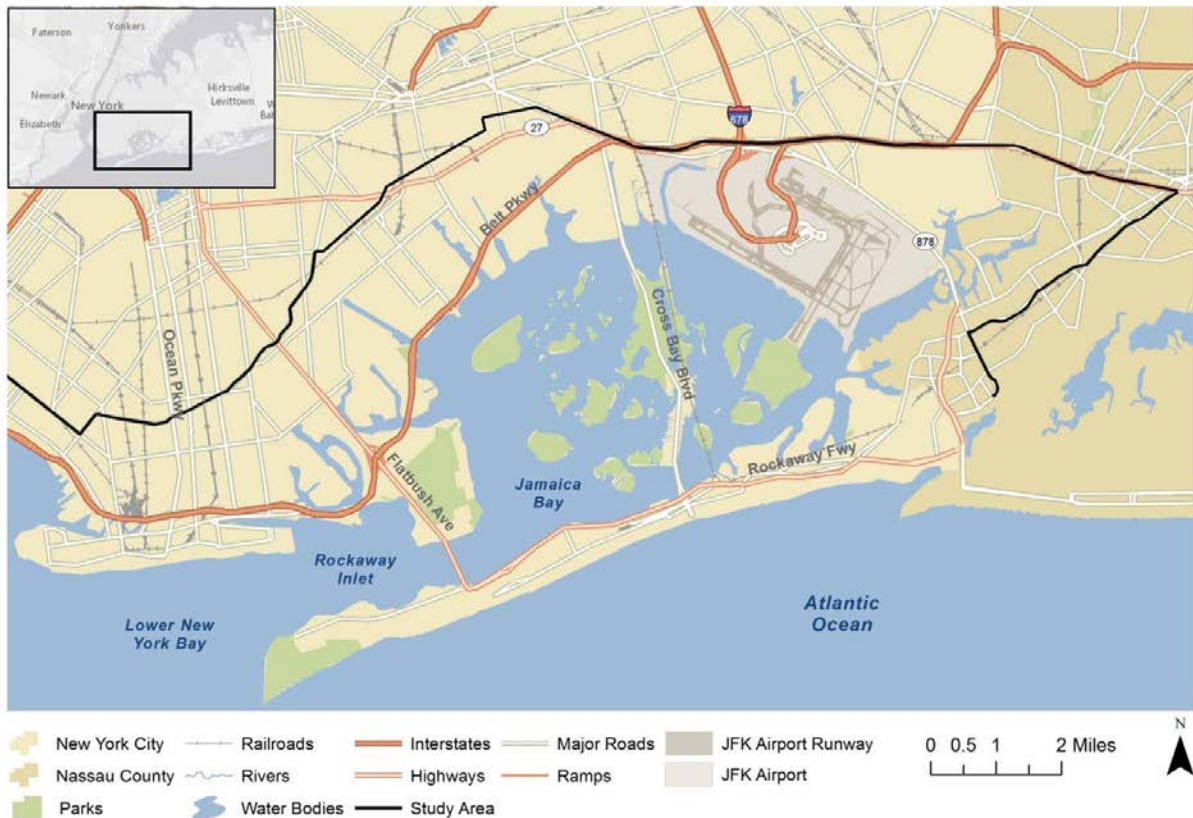 Paterson
Yonkers
Hicksville
Levittown
Newark
New York
Elizabeth
27
678
Belt Pkwy
878
Ocean Pkwy
Cross Bay Blvd
Flatbush Ave
Rockaway Fwy
Jamaica
Bay
Rockaway
Inlet
Lower New
York Bay
Atlantic
Ocean
New York City
Railroads
Interstates
Major Roads
JFK Airport Runway
0 0.5 1 2 Miles
N
Nassau County
Rivers
Highways
Ramps
JFK Airport
Parks
Water Bodies
Study Area